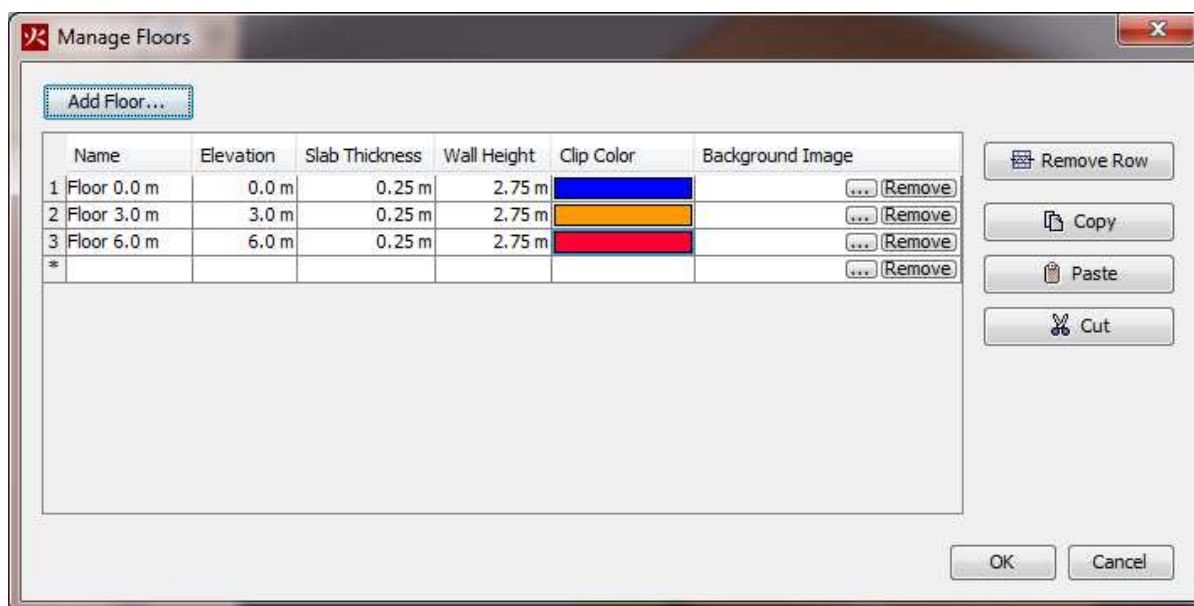 Manage Floors
Add Floor...
Name Elevation Slab Thickness Wall Height Clip Color Background Image
1 Floor 0.0 m 0.0 m 0.25 m 2.75 m ... Remove
2 Floor 3.0 m 3.0 m 0.25 m 2.75 m ... Remove
3 Floor 6.0 m 6.0 m 0.25 m 2.75 m ... Remove
* ... Remove
Remove Row
Copy
Paste
Cut
OK Cancel